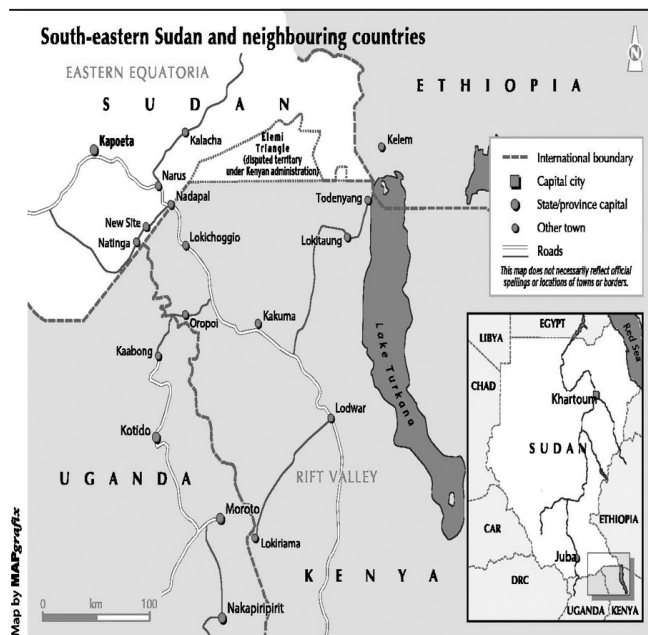 South-eastern Sudan and neighbouring countries
N
EASTERN EQUATORIA
SUDAN
ETHIOPIA
Kapoeta
Kalacha
Elemi
Triangle
(disputed territory
under Kenyan administration)
Kelem
Narus
Nadapal
Todenyang
New Site
Natinga
Lokichoggio
Lokitaung
Oropoi
Kakuma
Kaabong
Lake Turkana
Lodwar
Kotido
UGANDA
RIFT VALLEY
Moroto
Lokiriama
KENYA
Nakapiripirit
0 km 100
Map by MAPgrafix
International boundary
Capital city
State/province capital
Other town
Roads
This map does not necessarily reflect official
spellings or locations of towns or borders.
EGYPT
LIBYA
Red Sea
CHAD
Khartoum
SUDAN
ETHIOPIA
CAR
Juba
DRC
UGANDA
KENYA